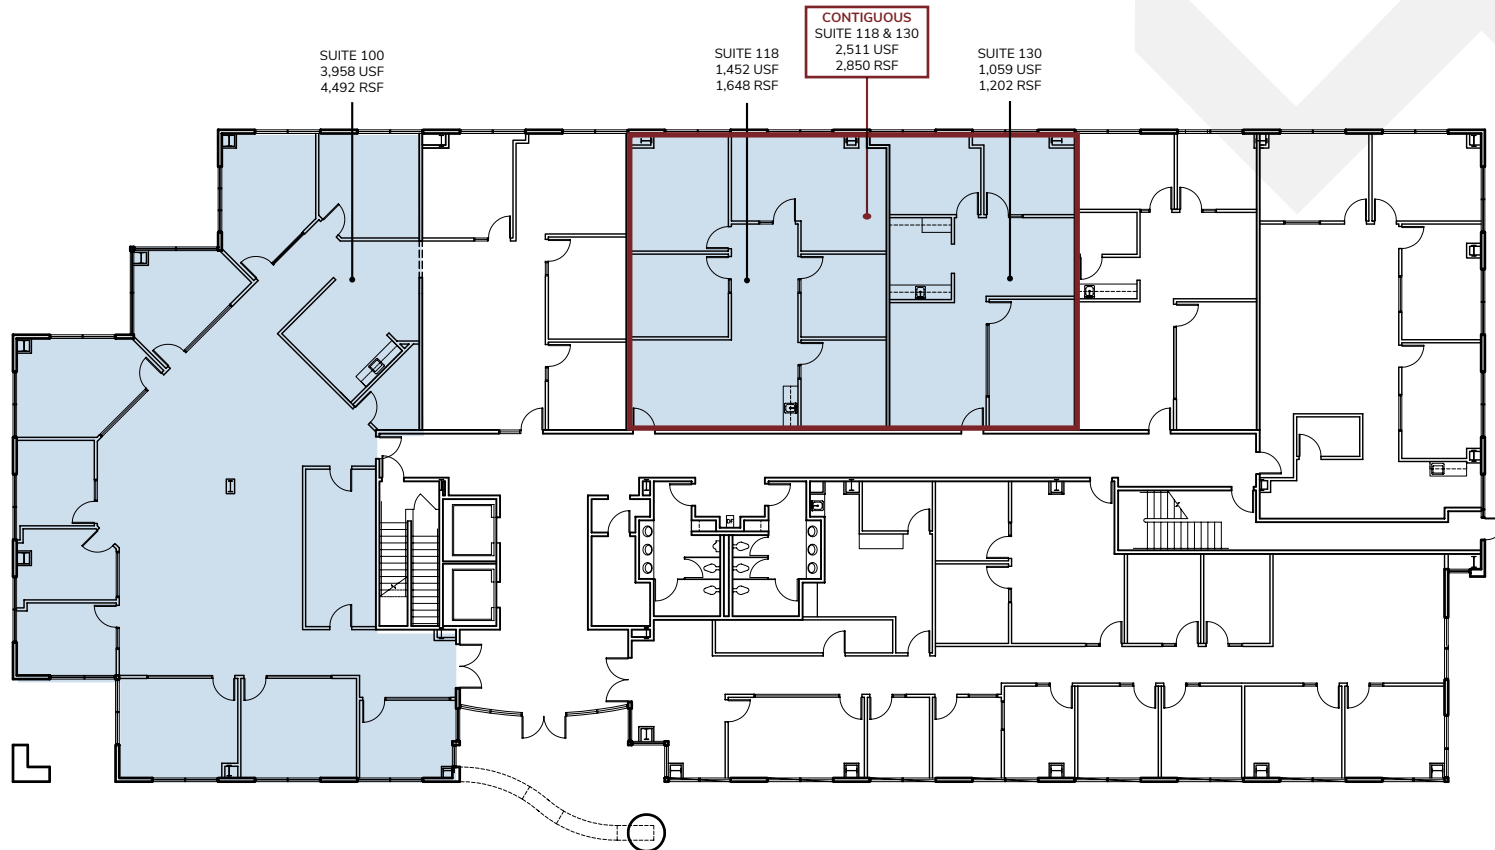 SUITE 100
3,958 USF
4,492 RSF
SUITE 118
1,452 USF
1,648 RSF
CONTIGUOUS
SUITE 118 & 130
2,511 USF
2,850 RSF
SUITE 130
1,059 USF
1,202 RSF
DF